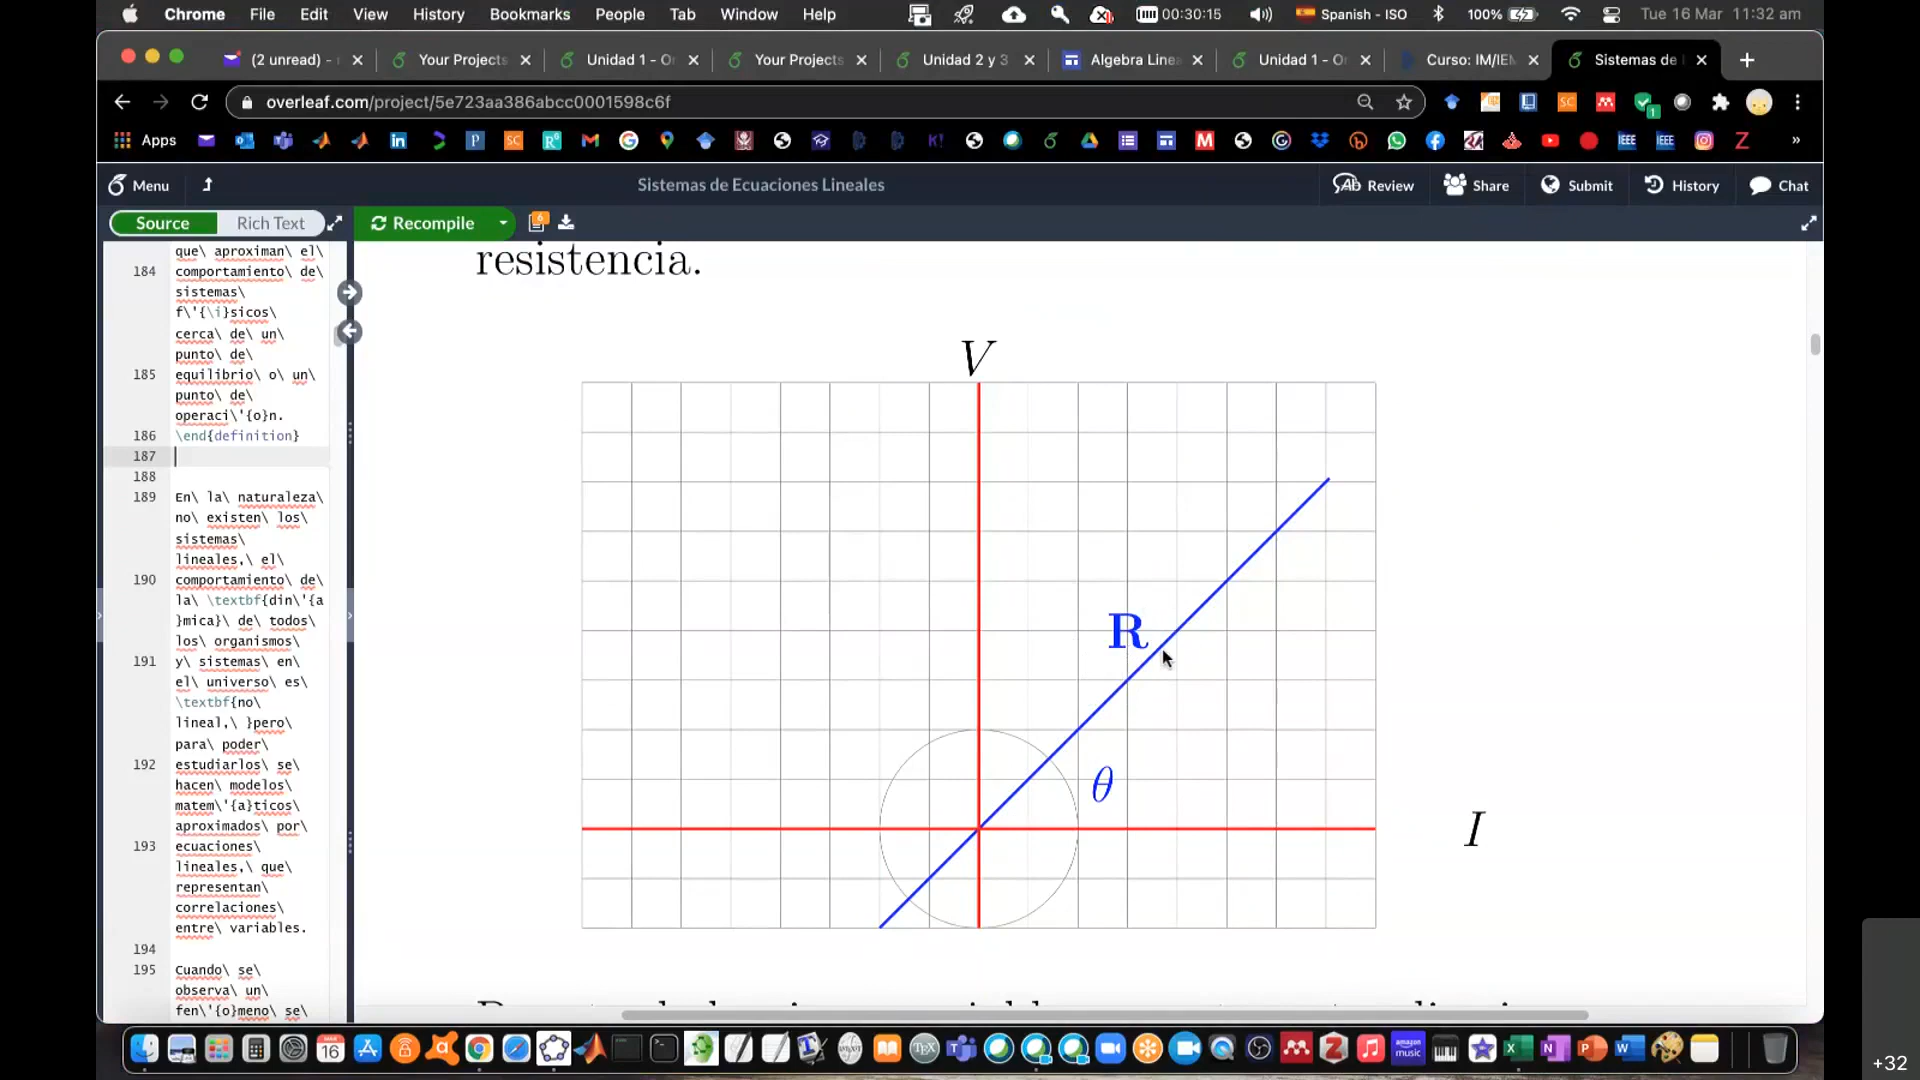 Chrome File Edit View History Bookmarks People Tab Window Help 00:30:15 Spanish - ISO 100% Tue 16 Mar 11:32 am
(2 unread) - Your Projects Unidad 1 - Or Your Projects Unidad 2 y 3 Algebra Linea Unidad 1 - Or Curso: IM/IEM Sistemas de
overleaf.com/project/5e723aa386abcc0001598c6f
Apps
Menu Sistemas de Ecuaciones Lineales Review Share Submit History Chat
Source Rich Text Recompile 6
que\ aproximan\ el\
184 comportamiento\ de\
sistemas\
f\'{\i}sicos\
cerca\ de\ un\
punto\ de\
185 equilibrio\ o\ un\
punto\ de\
operaci\'{o}n.
186 \end{definition}
187
188
189 En\ la\ naturaleza\
no\ existen\ los\
sistemas\
lineales,\ el\
190 comportamiento\ de\
la\ \textbf{din\'{a
}mica}\ de\ todos\
los\ organismos\
191 y\ sistemas\ en\
el\ universo\ es\
\textbf{no\
lineal,\ }pero\
para\ poder\
192 estudiarlos\ se\
hacen\ modelos\
matem\'{a}ticos\
aproximados\ por\
193 ecuaciones\
lineales,\ que\
representan\
correlaciones\
entre\ variables.
194
195 Cuando\ se\
observa\ un\
fen\'{o}meno\ se\
resistencia.
V
R
θ
I
+32